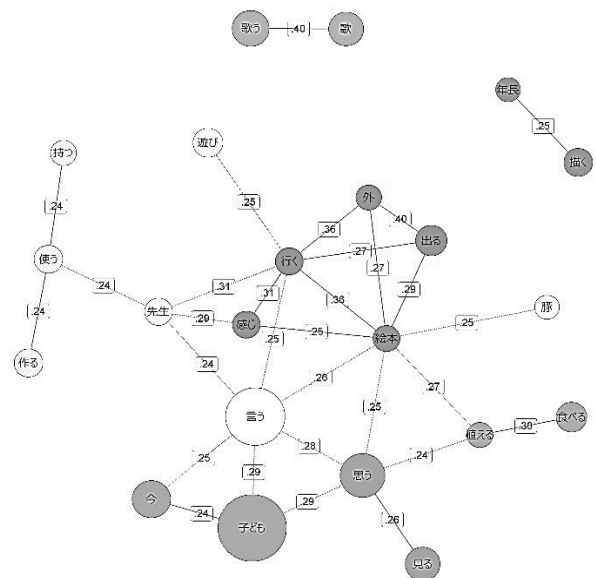 歌う .40 歌
年長
.25
描く
遊び
持つ
外
.25
.24
.36 .40
出る
使う
行く
.27
.27
.24
.31
.31
.36
.29
豚
先生
.29
感じ
.25
.25
絵本
.25
.24
作る
.24
.26
.27
.25
食べる
言う
.30
植える
.28
.24
.25
.29
思う
今
.24
.29
子ども
.26
見る